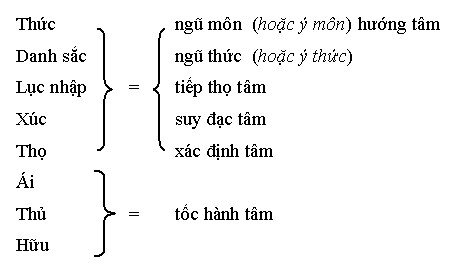 Thức ngũ môn (hoặc ý môn) hướng tâm
Danh sắc ngũ thức (hoặc ý thức)
Lục nhập = tiếp thọ tâm
Xúc suy đạc tâm
Thọ xác định tâm
Ái
Thủ = tốc hành tâm
Hữu